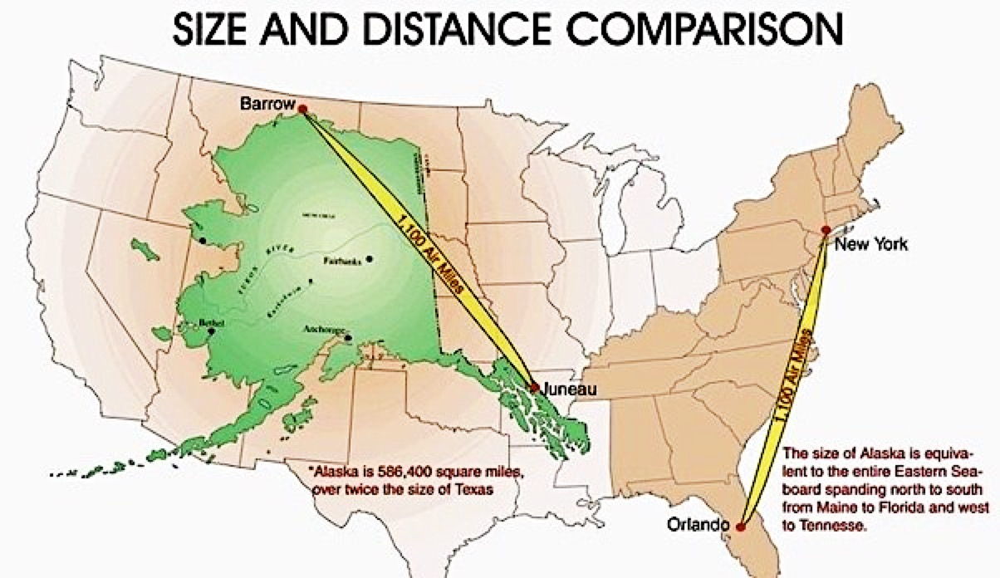 SIZE AND DISTANCE COMPARISON
Barrow
1,100 Air Miles
New York
RIVER
Fairbanks
YUKON
Kuskokwim
Bethel
Anchorage
1,100 Air Miles
Juneau
*Alaska is 586,400 square miles,
over twice the size of Texas
The size of Alaska is equiva-
lent to the entire Eastern Sea-
board spanding north to south
from Maine to Florida and west
to Tennesse.
Orlando